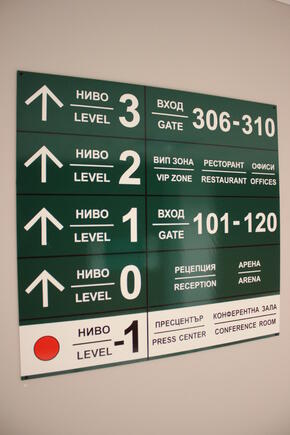 НИВО 3 ВХОД 306-310
LEVEL GATE
НИВО 2 ВИП ЗОНА РЕСТОРАНТ ОФИСИ
LEVEL VIP ZONE RESTAURANT OFFICES
НИВО 1 ВХОД 101-120
LEVEL GATE
НИВО 0 РЕЦЕПЦИЯ АРЕНА
LEVEL RECEPTION ARENA
НИВО -1 ПРЕСЦЕНТЪР КОНФЕРЕНТНА ЗАЛА
LEVEL PRESS CENTER CONFERENCE ROOM